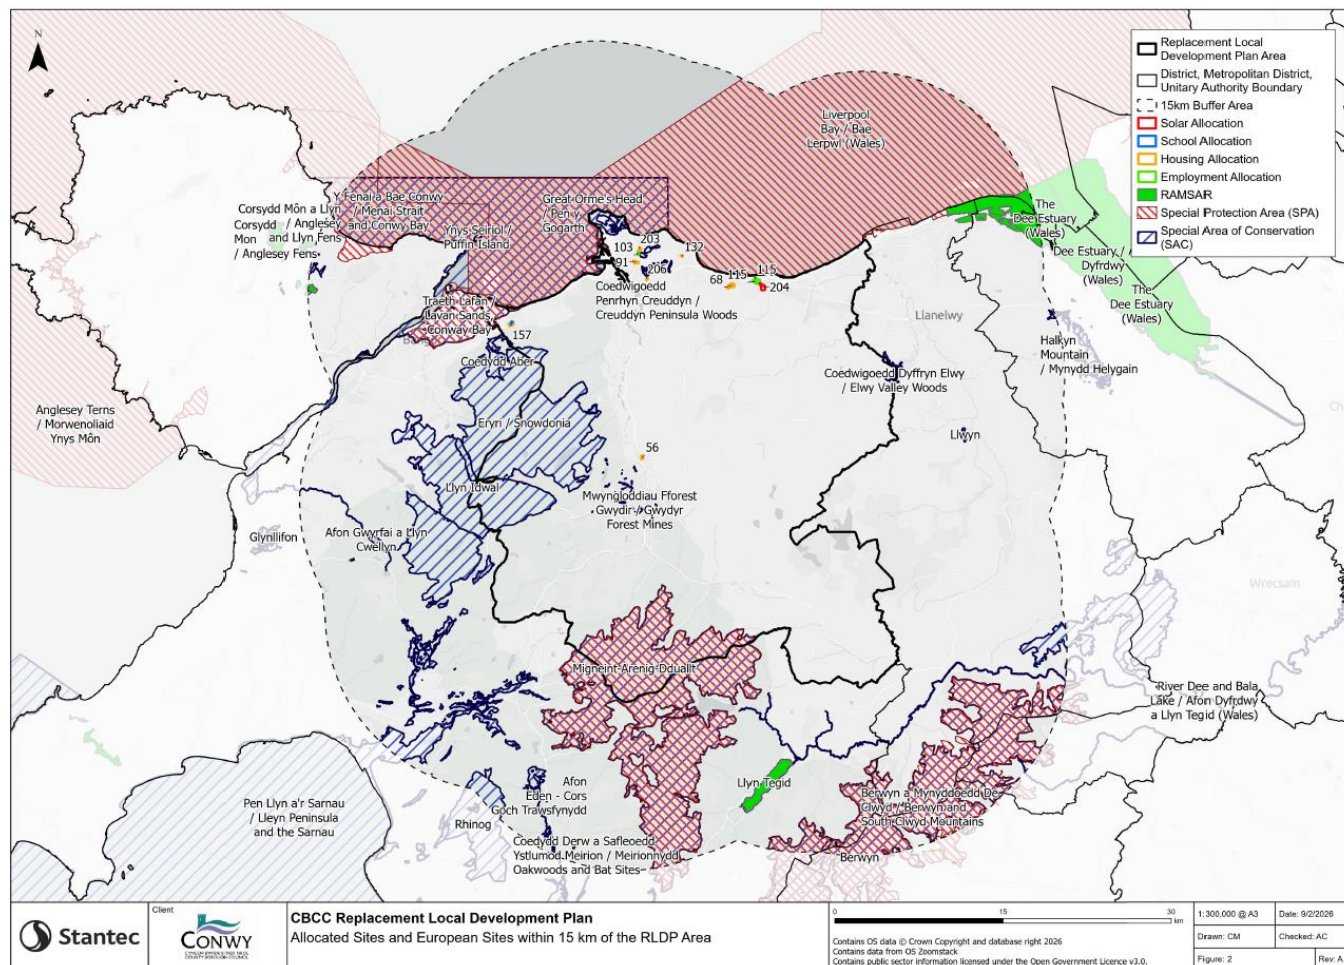 N
Replacement Local
Development Plan Area
District, Metropolitan District,
Unitary Authority Boundary
15km Buffer Area
Solar Allocation
School Allocation
Housing Allocation
Employment Allocation
RAMSAR
Special Protection Area (SPA)
Special Area of Conservation
(SAC)
Liverpool
Bay / Bae
Lerpwl (Wales)
Y Fenai a Bae Conwy
/ Menai Strait
and Conwy Bay
Great Orme's Head
/ Pen y
Gogarth
Corsydd Môn a Llyn
/ Anglesey
and Llyn Fens
Corsydd
Mon
/ Anglesey Fens
Ynys Seiriol /
Puffin Island
The
Dee Estuary
(Wales)
Dee Estuary /
Dyfrdwy
(Wales)
The
Dee Estuary
(Wales)
103
203
132
91
206
68
115
115
204
Coedwigoedd
Penrhyn Creuddyn /
Creuddyn Peninsula Woods
Traeth Lafan /
Lavan Sands,
Conway Bay
157
Llanelwy
Halkyn
Mountain
/ Mynydd Helygain
Coedydd Aber
Coedwigoedd Dyffryn Elwy
/ Elwy Valley Woods
Anglesey Terns
/ Morwenoliaid
Ynys Môn
Eryri / Snowdonia
Llwyn
56
Llyn Idwal
Mwyngloddiau Fforest
Gwydir / Gwydyr
Forest Mines
Glynllifon
Afon Gwyrfai a Llyn
Cwellyn
Wrecsam
Migneint-Arenig-Dduallt
River Dee and Bala
Lake / Afon Dyfrdwy
a Llyn Tegid (Wales)
Pen Llyn a'r Sarnau
/ Lleyn Peninsula
and the Sarnau
Afon
Eden - Cors
Goch Trawsfynydd
Llyn Tegid
Berwyn a Mynyddoedd De
Clwyd / Berwyn and
South Clwyd Mountains
Rhinog
Coedydd Derw a Safleoedd
Ystlumod Meirion / Meirionnydd
Oakwoods and Bat Sites
Berwyn
Stantec
Client
CONWY
COUNTY BOROUGH COUNCIL
CBCC Replacement Local Development Plan
Allocated Sites and European Sites within 15 km of the RLDP Area
0 15 30
km
Contains OS data © Crown Copyright and database right 2026
Contains data from OS Zoomstack
Contains public sector information licensed under the Open Government Licence v3.0.
1:300,000 @ A3
Date: 9/2/2026
Drawn: CM
Checked: AC
Figure: 2
Rev: A